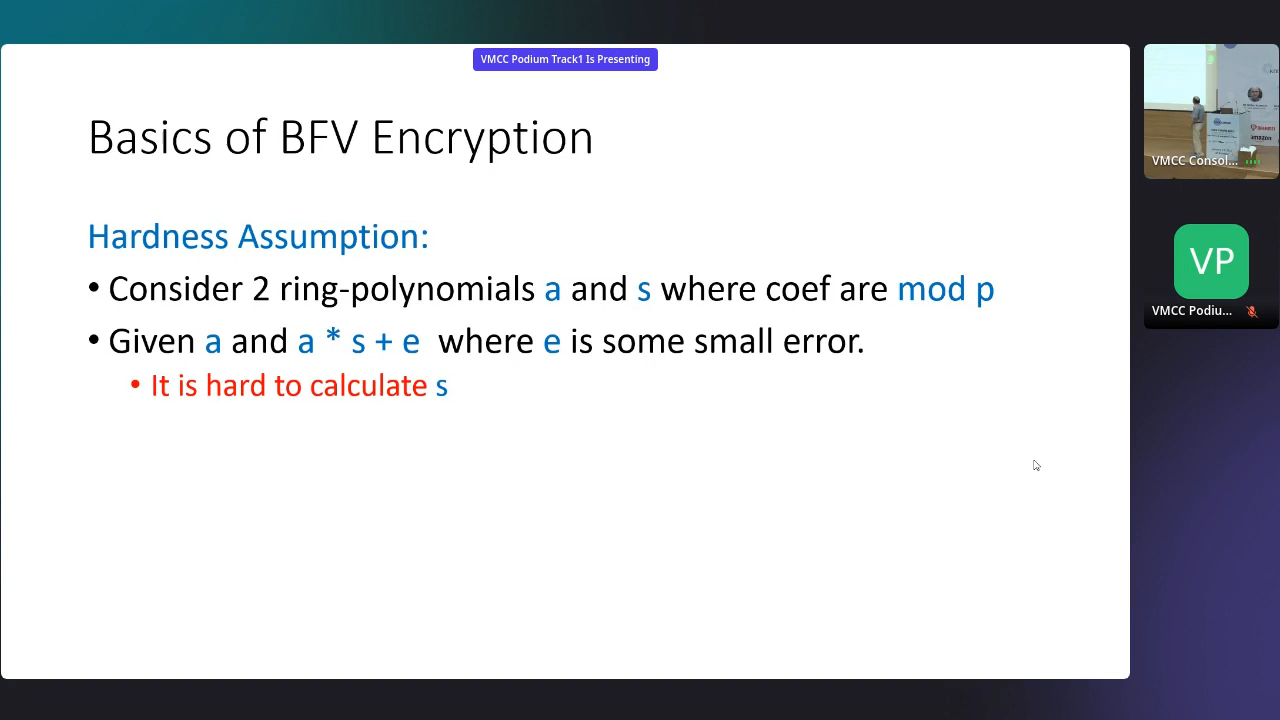 VMCC Podium Track1 Is Presenting
Basics of BFV Encryption
Hardness Assumption:
• Consider 2 ring-polynomials a and s where coef are mod p
• Given a and a * s + e where e is some small error.
• It is hard to calculate s
amazon
VMCC Consol...
VP
VMCC Podiu...